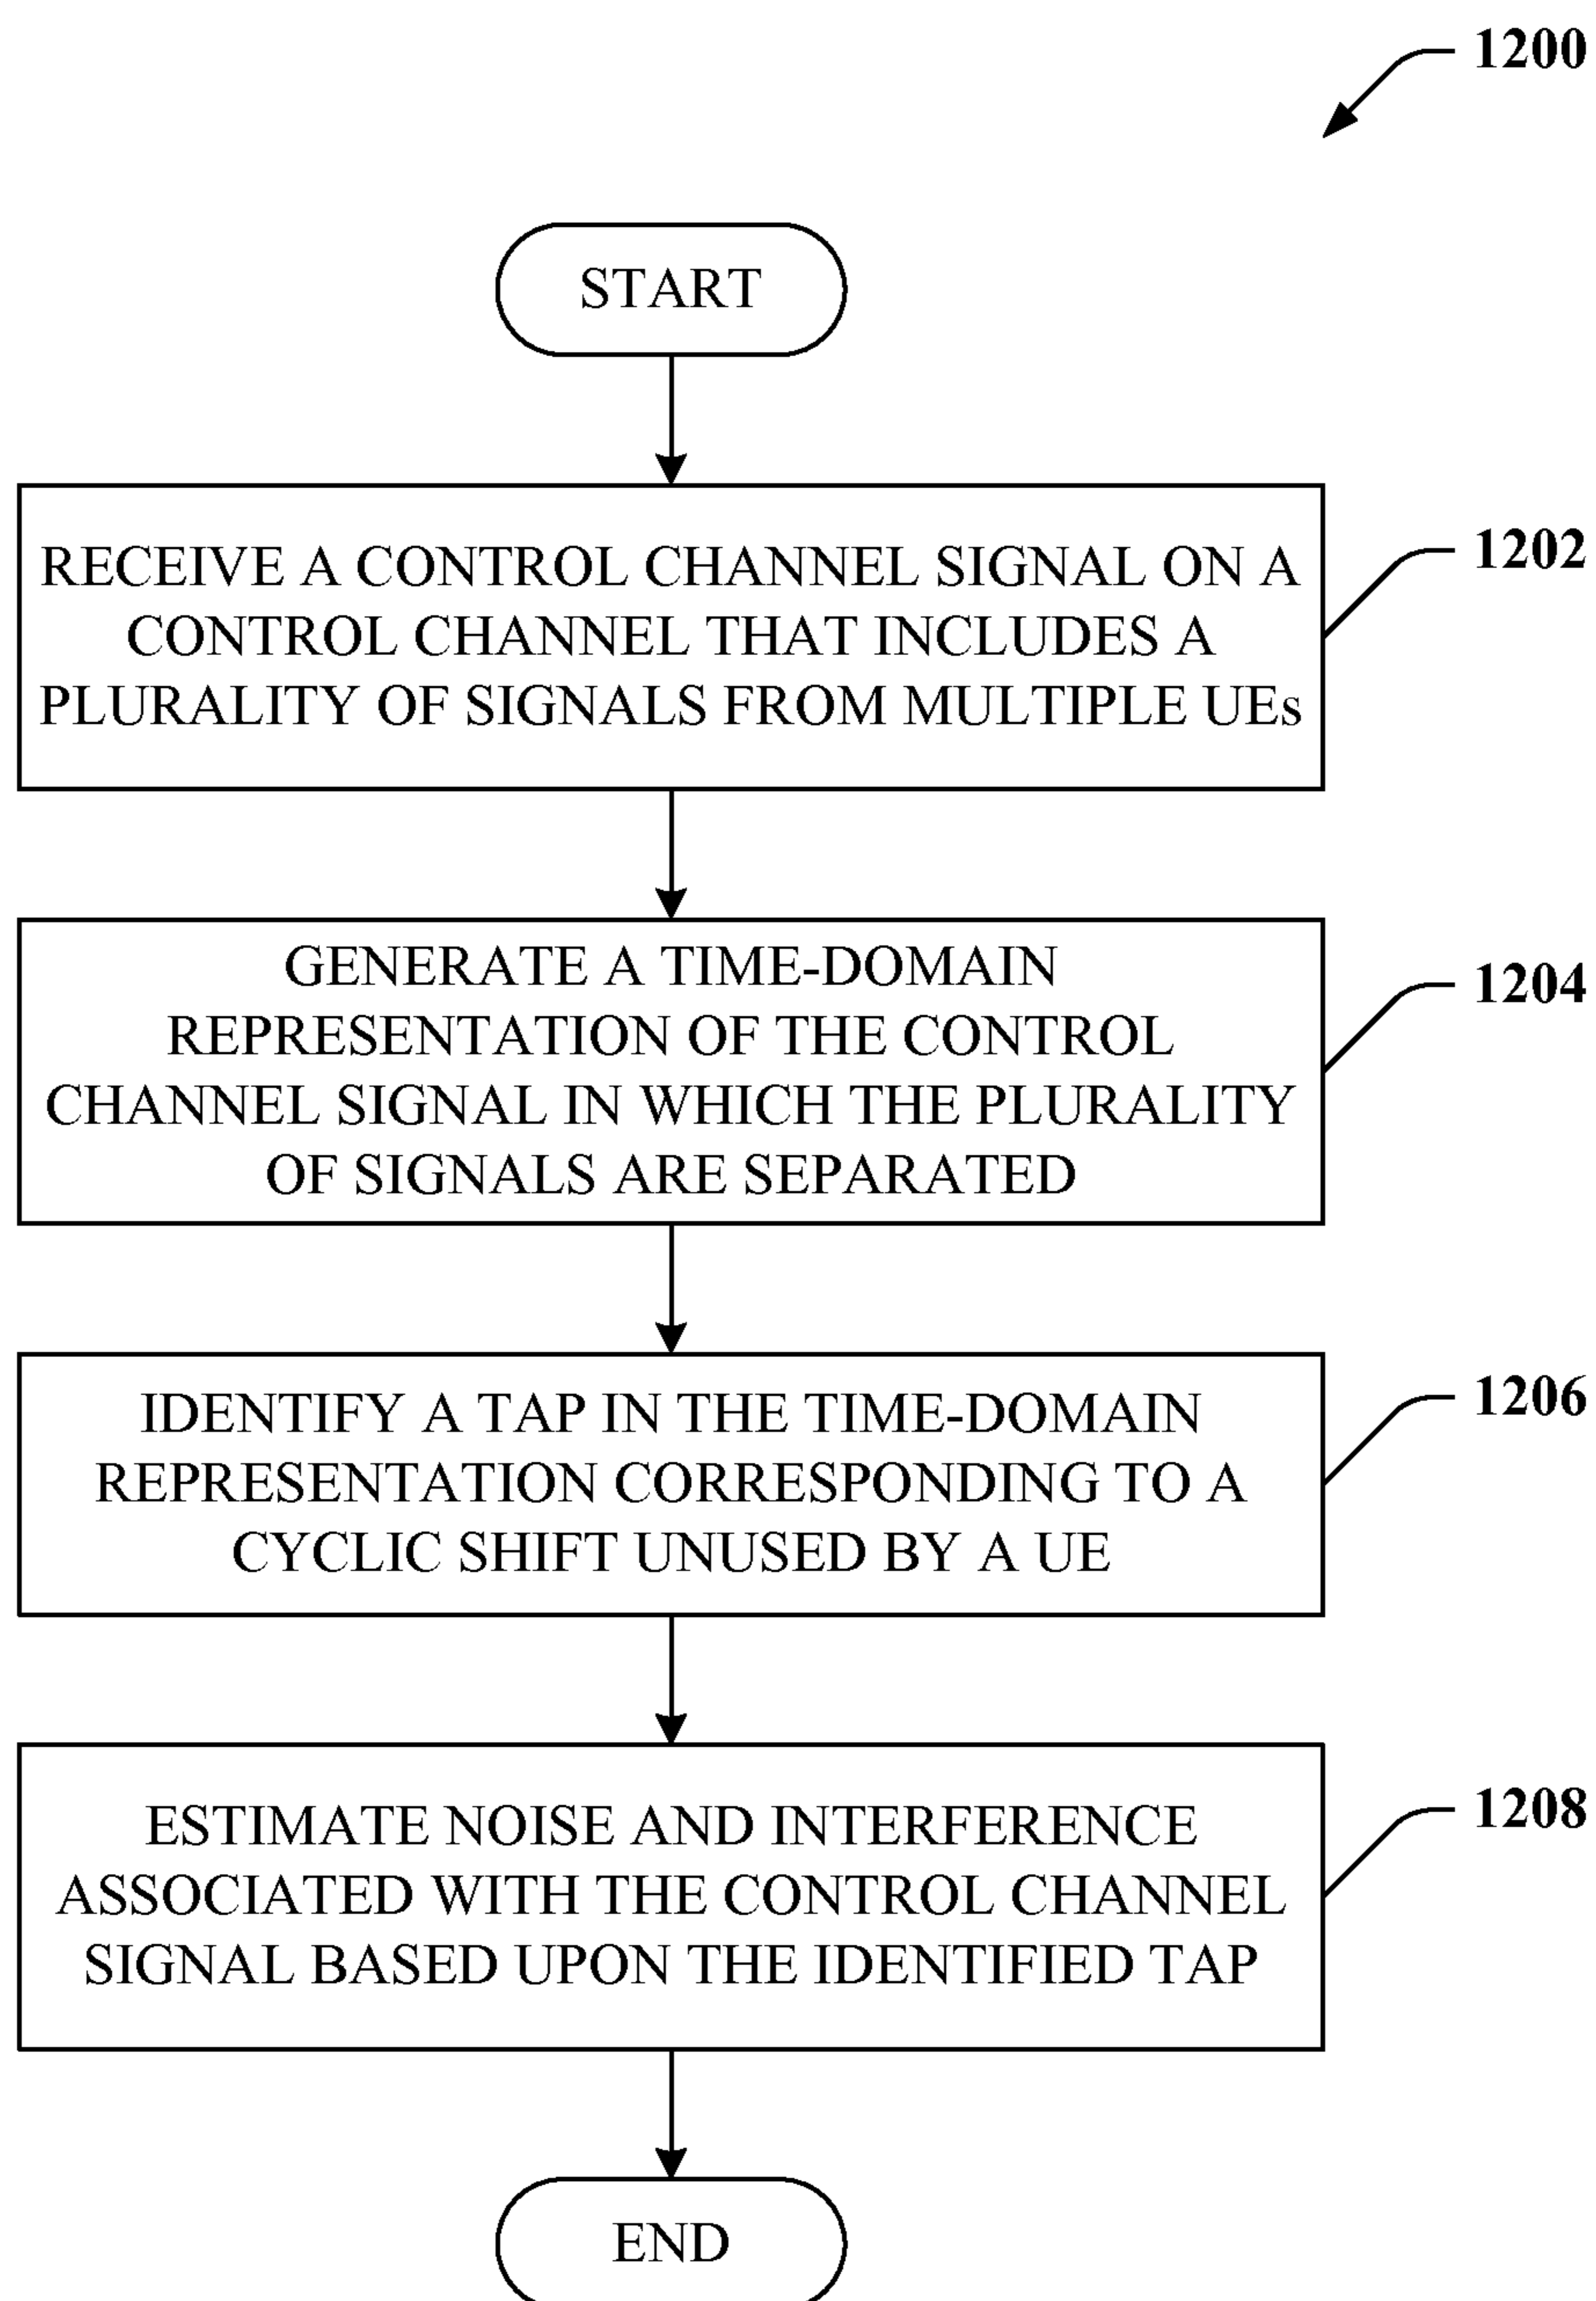 1200
START
RECEIVE A CONTROL CHANNEL SIGNAL ON A
CONTROL CHANNEL THAT INCLUDES A
PLURALITY OF SIGNALS FROM MULTIPLE UEs
1202
GENERATE A TIME-DOMAIN
REPRESENTATION OF THE CONTROL
CHANNEL SIGNAL IN WHICH THE PLURALITY
OF SIGNALS ARE SEPARATED
1204
IDENTIFY A TAP IN THE TIME-DOMAIN
REPRESENTATION CORRESPONDING TO A
CYCLIC SHIFT UNUSED BY A UE
1206
ESTIMATE NOISE AND INTERFERENCE
ASSOCIATED WITH THE CONTROL CHANNEL
SIGNAL BASED UPON THE IDENTIFIED TAP
1208
END